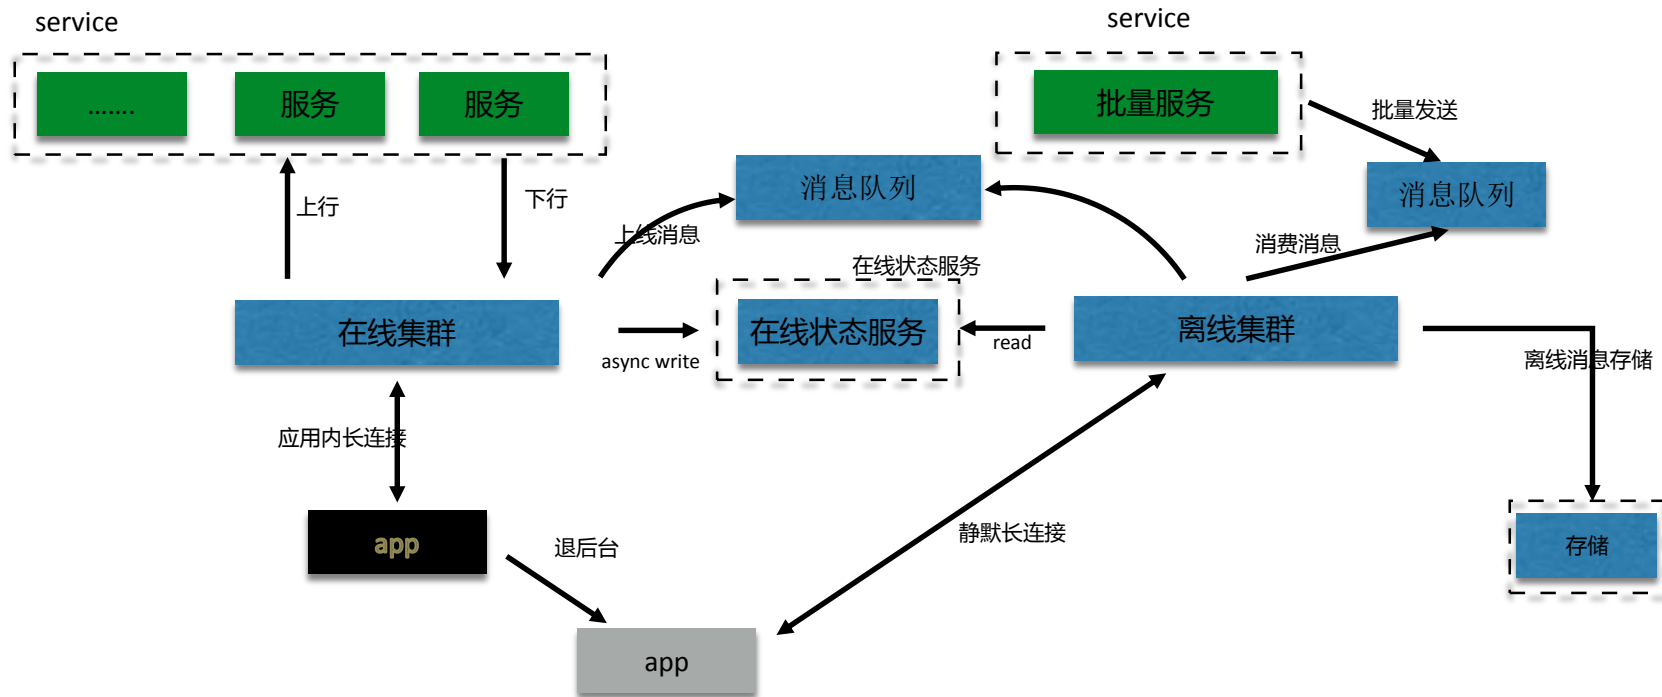 service
service
.......
服务
服务
批量服务
批量发送
消息队列
消息队列
上行
下行
上线消息
消费消息
在线状态服务
在线集群
在线状态服务
离线集群
async write
read
离线消息存储
应用内长连接
静默长连接
app
退后台
存储
app